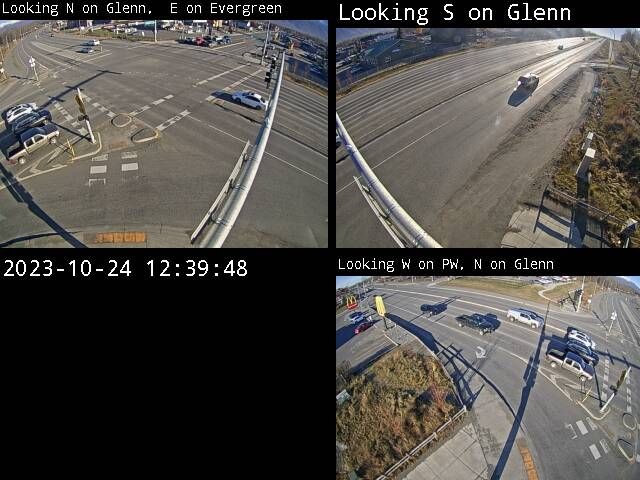 Looking N on Glenn,  E on Evergreen
Looking S on Glenn
2023-10-24 12:39:48
Looking W on PW, N on Glenn